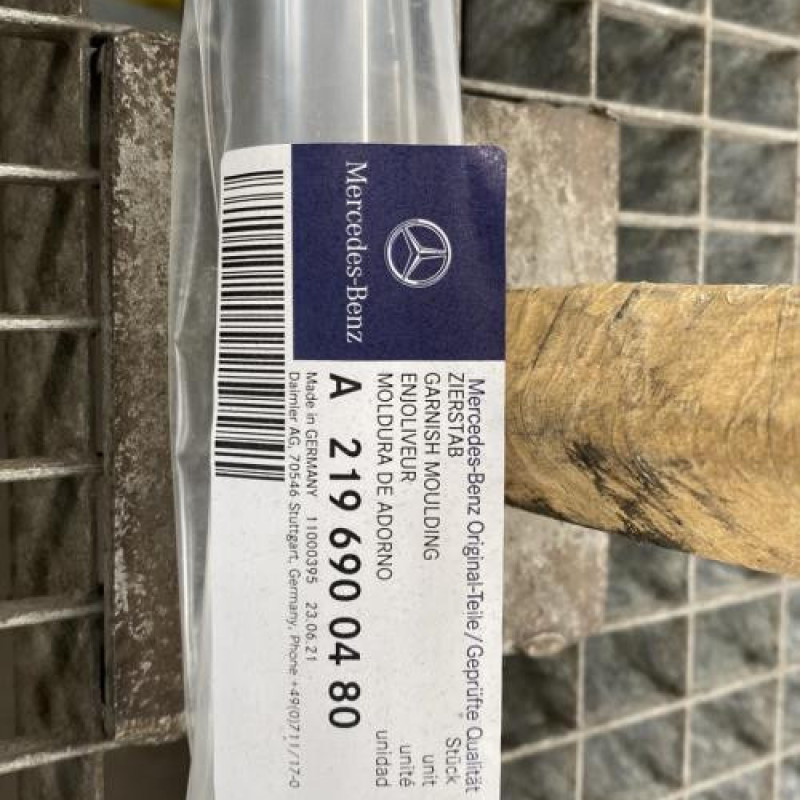 Mercedes-Benz
Mercedes-Benz Original-Teile/Geprüfte Qualität
ZIERSTAB Stück
GARNISH MOULDING unit
ENJOLIVEUR unité
MOLDURA DE ADORNO unidad
A 219 690 04 80
Made in GERMANY 11000395 23.06.21
Daimler AG, 70546 Stuttgart, Germany, Phone +49(0)711/17-0